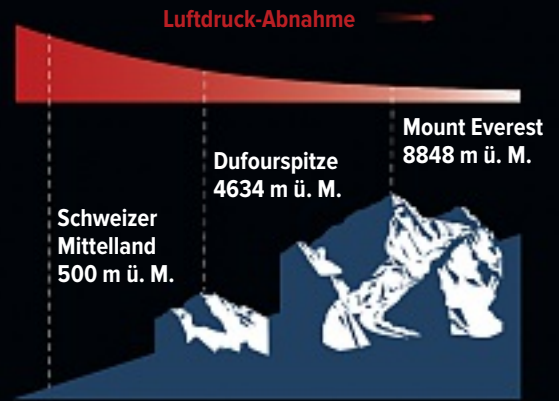 Luftdruck-Abnahme
Mount Everest
8848 m ü. M.
Dufourspitze
4634 m ü. M.
Schweizer
Mittelland
500 m ü. M.